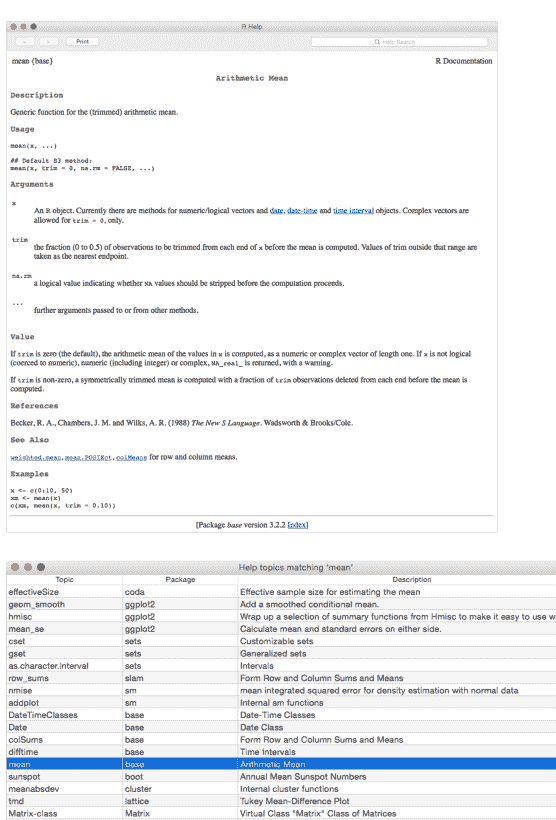 R Help
Print
Help Search
mean {base}
R Documentation
Arithmetic Mean
Description
Generic function for the (trimmed) arithmetic mean.
Usage
mean(x, ...)
## Default S3 method:
mean(x, trim = 0, na.rm = FALSE, ...)
Arguments
x
An R object. Currently there are methods for numeric/logical vectors and date, date-time and time interval objects. Complex vectors are
allowed for trim = 0, only.
trim
the fraction (0 to 0.5) of observations to be trimmed from each end of x before the mean is computed. Values of trim outside that range are
taken as the nearest endpoint.
na.rm
a logical value indicating whether NA values should be stripped before the computation proceeds.
...
further arguments passed to or from other methods.
Value
If trim is zero (the default), the arithmetic mean of the values in x is computed, as a numeric or complex vector of length one. If x is not logical
(coerced to numeric), numeric (including integer) or complex, NA_real_ is returned, with a warning.
If trim is non-zero, a symmetrically trimmed mean is computed with a fraction of trim observations deleted from each end before the mean is
computed.
References
Becker, R. A., Chambers, J. M. and Wilks, A. R. (1988) The New S Language. Wadsworth & Brooks/Cole.
See Also
weighted.mean, mean.POSIXct, colMeans for row and column means.
Examples
x <- c(0:10, 50)
xm <- mean(x)
c(xm, mean(x, trim = 0.10))
[Package base version 3.2.2 Index]
Help topics matching 'mean'
Topic Package Description
effectiveSize coda Effective sample size for estimating the mean
geom_smooth ggplot2 Add a smoothed conditional mean.
hmisc ggplot2 Wrap up a selection of summary functions from Hmisc to make it easy to use w
mean_se ggplot2 Calculate mean and standard errors on either side.
cset sets Customizable sets
gset sets Generalized sets
as.character.interval sets Intervals
row_sums slam Form Row and Column Sums and Means
nmise sm mean integrated squared error for density estimation with normal data
addplot sm Internal sm functions
DateTimeClasses base Date-Time Classes
Date base Date Class
colSums base Form Row and Column Sums and Means
difftime base Time Intervals
mean base Arithmetic Mean
sunspot boot Annual Mean Sunspot Numbers
meanabsdev cluster Internal cluster functions
tmd lattice Tukey Mean-Difference Plot
Matrix-class Matrix Virtual Class "Matrix" Class of Matrices